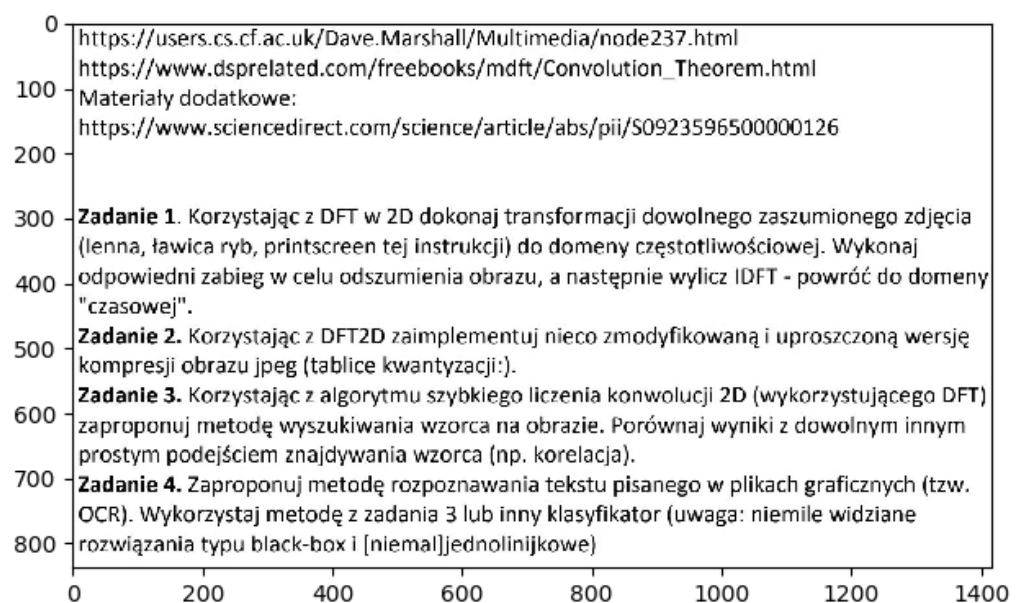 0
100
200
300
400
500
600
700
800
https://users.cs.cf.ac.uk/Dave.Marshall/Multimedia/node237.html
https://www.dsprelated.com/freebooks/mdft/Convolution_Theorem.html
Materiały dodatkowe:
https://www.sciencedirect.com/science/article/abs/pii/S0923596500000126
Zadanie 1. Korzystając z DFT w 2D dokonaj transformacji dowolnego zaszumionego zdjęcia
(lenna, ławica ryb, printscreen tej instrukcji) do domeny częstotliwościowej. Wykonaj
odpowiedni zabieg w celu odszumienia obrazu, a następnie wylicz IDFT - powróć do domeny
"czasowej".
Zadanie 2. Korzystając z DFT2D zaimplementuj nieco zmodyfikowaną i uproszczoną wersję
kompresji obrazu jpeg (tablice kwantyzacji:).
Zadanie 3. Korzystając z algorytmu szybkiego liczenia konwolucji 2D (wykorzystującego DFT)
zaproponuj metodę wyszukiwania wzorca na obrazie. Porównaj wyniki z dowolnym innym
prostym podejściem znajdywania wzorca (np. korelacja).
Zadanie 4. Zaproponuj metodę rozpoznawania tekstu pisanego w plikach graficznych (tzw.
OCR). Wykorzystaj metodę z zadania 3 lub inny klasyfikator (uwaga: niemile widziane
rozwiązania typu black-box i [niemal]jednolinijkowe)
0 200 400 600 800 1000 1200 1400